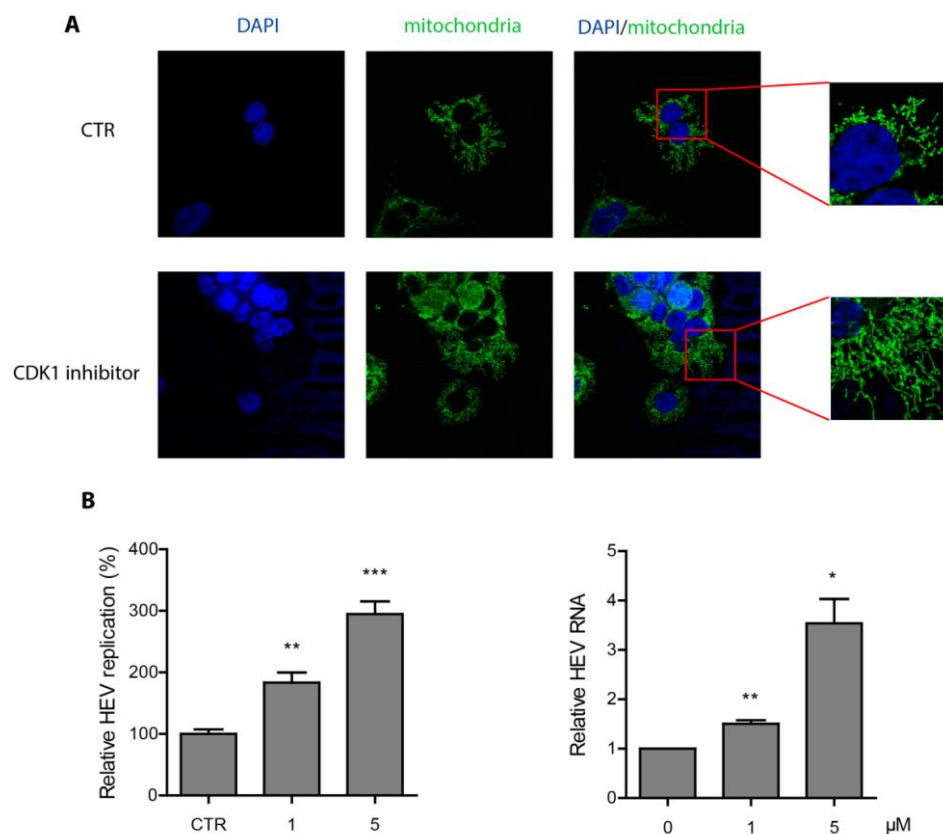 A
DAPI mitochondria DAPI/mitochondria
CTR
CDK1 inhibitor
B
Relative HEV replication (%)
400
300
200
100
0
** ***
CTR 1 5
Relative HEV RNA
5
4
3
2
1
0
** *
0 1 5 µM